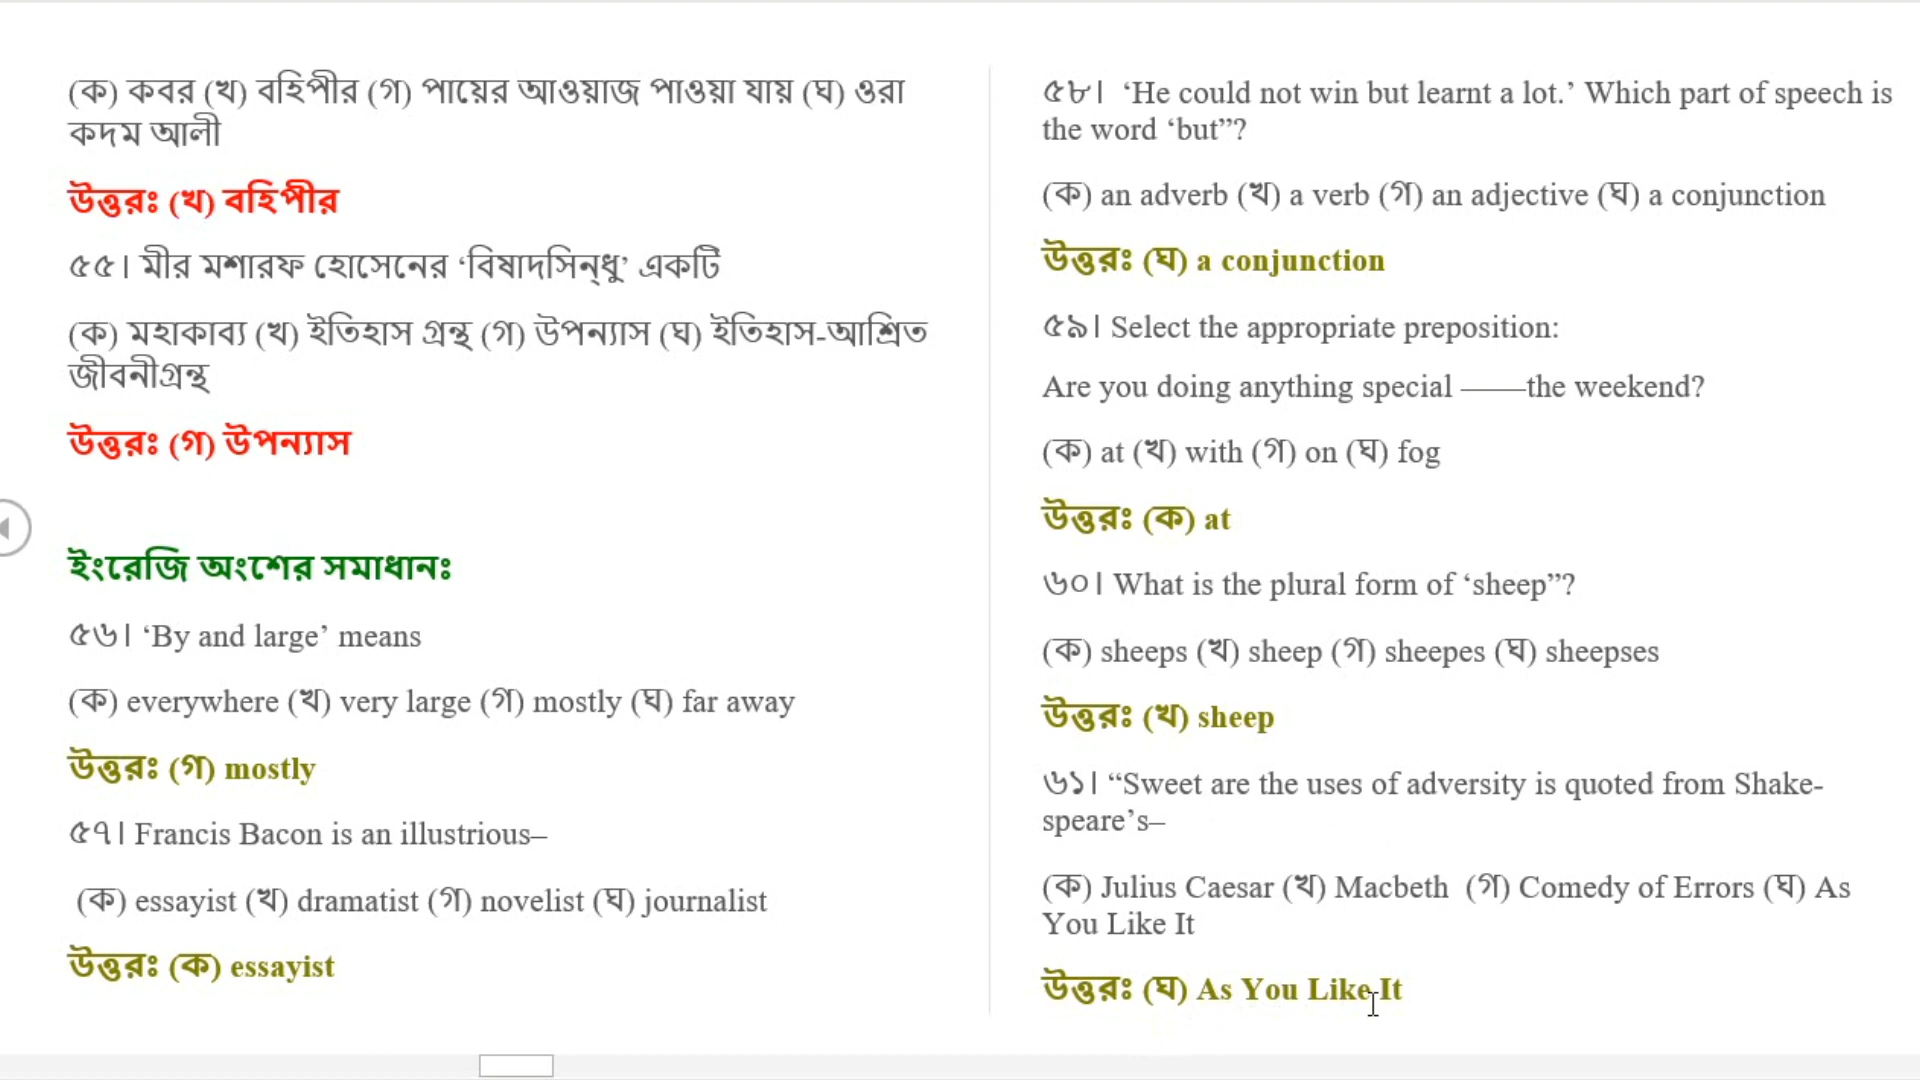 (ক) কবর (খ) বহিপীর (গ) পায়ের আওয়াজ পাওয়া যায় (ঘ) ওরা
কদম আলী
উত্তরঃ (খ) বহিপীর
৫৫। মীর মশারফ হোসেনের ‘বিষাদসিন্ধু’ একটি
(ক) মহাকাব্য (খ) ইতিহাস গ্রন্থ (গ) উপন্যাস (ঘ) ইতিহাস-আশ্রিত
জীবনীগ্রন্থ
উত্তরঃ (গ) উপন্যাস
ইংরেজি অংশের সমাধানঃ
৫৬। ‘By and large’ means
(ক) everywhere (খ) very large (গ) mostly (ঘ) far away
উত্তরঃ (গ) mostly
৫৭। Francis Bacon is an illustrious–
(ক) essayist (খ) dramatist (গ) novelist (ঘ) journalist
উত্তরঃ (ক) essayist
৫৮। ‘He could not win but learnt a lot.’ Which part of speech is
the word ‘but”?
(ক) an adverb (খ) a verb (গ) an adjective (ঘ) a conjunction
উত্তরঃ (ঘ) a conjunction
৫৯। Select the appropriate preposition:
Are you doing anything special ——the weekend?
(ক) at (খ) with (গ) on (ঘ) fog
উত্তরঃ (ক) at
৬০। What is the plural form of ‘sheep”?
(ক) sheeps (খ) sheep (গ) sheepes (ঘ) sheepses
উত্তরঃ (খ) sheep
৬১। “Sweet are the uses of adversity is quoted from Shake-
speare’s–
(ক) Julius Caesar (খ) Macbeth (গ) Comedy of Errors (ঘ) As
You Like It
উত্তরঃ (ঘ) As You Like It